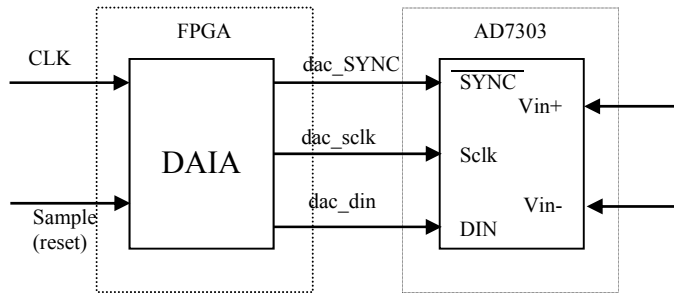 FPGA
AD7303
CLK
dac_SYNC
SYNC
Vin+
dac_sclk
DAIA
Sclk
dac_din
Sample
(reset)
Vin-
DIN